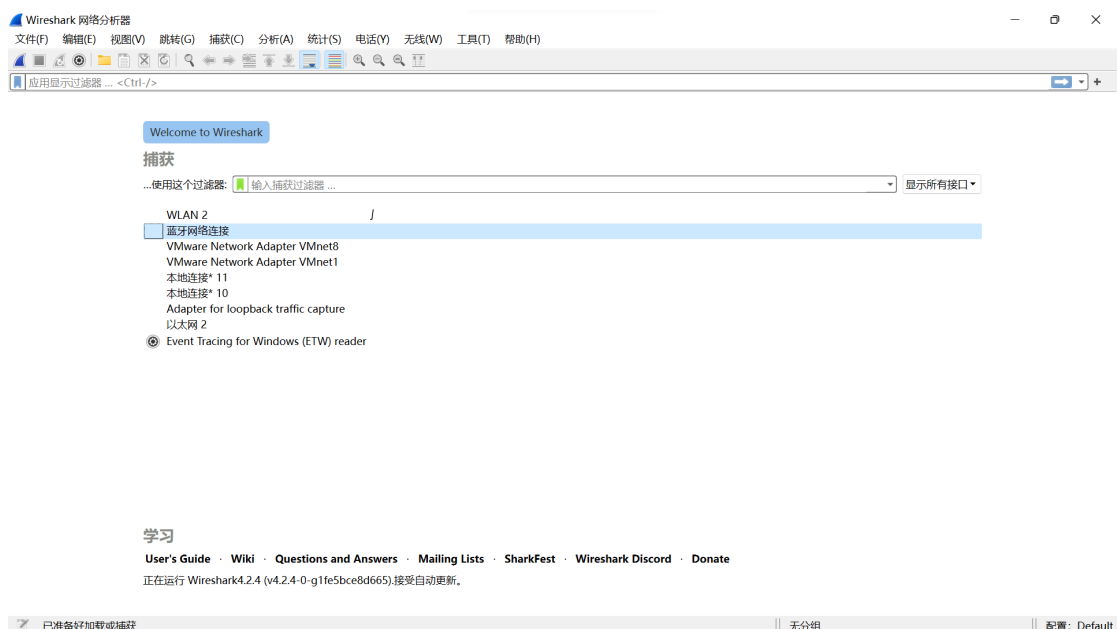 Wireshark 网络分析器
文件(F) 编辑(E) 视图(V) 跳转(G) 捕获(C) 分析(A) 统计(S) 电话(Y) 无线(W) 工具(T) 帮助(H)
应用显示过滤器 … <Ctrl-/>
Welcome to Wireshark
捕获
…使用这个过滤器: 输入捕获过滤器 … 显示所有接口
WLAN 2
蓝牙网络连接
VMware Network Adapter VMnet8
VMware Network Adapter VMnet1
本地连接* 11
本地连接* 10
Adapter for loopback traffic capture
以太网 2
Event Tracing for Windows (ETW) reader
学习
User's Guide · Wiki · Questions and Answers · Mailing Lists · SharkFest · Wireshark Discord · Donate
正在运行 Wireshark4.2.4 (v4.2.4-0-g1fe5bce8d665).接受自动更新。
已准备好加载或捕获 无分组 配置: Default